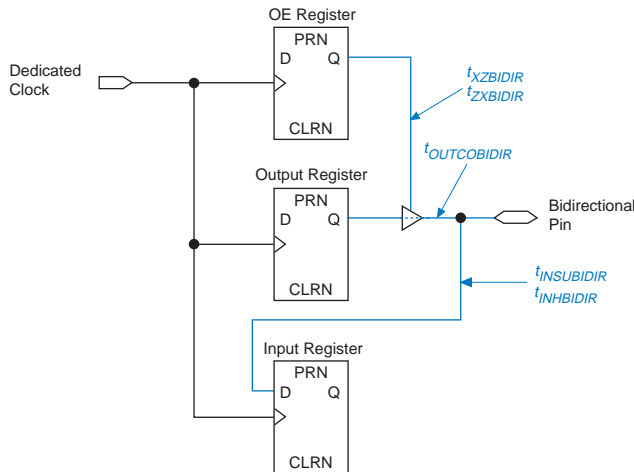 OE Register
PRN
D Q
CLRN
Dedicated
Clock
tXZBIDIR
tZXBIDIR
tOUTCOBIDIR
Output Register
PRN
D Q
CLRN
Bidirectional
Pin
tINSUBIDIR
tINHBIDIR
Input Register
PRN
D Q
CLRN